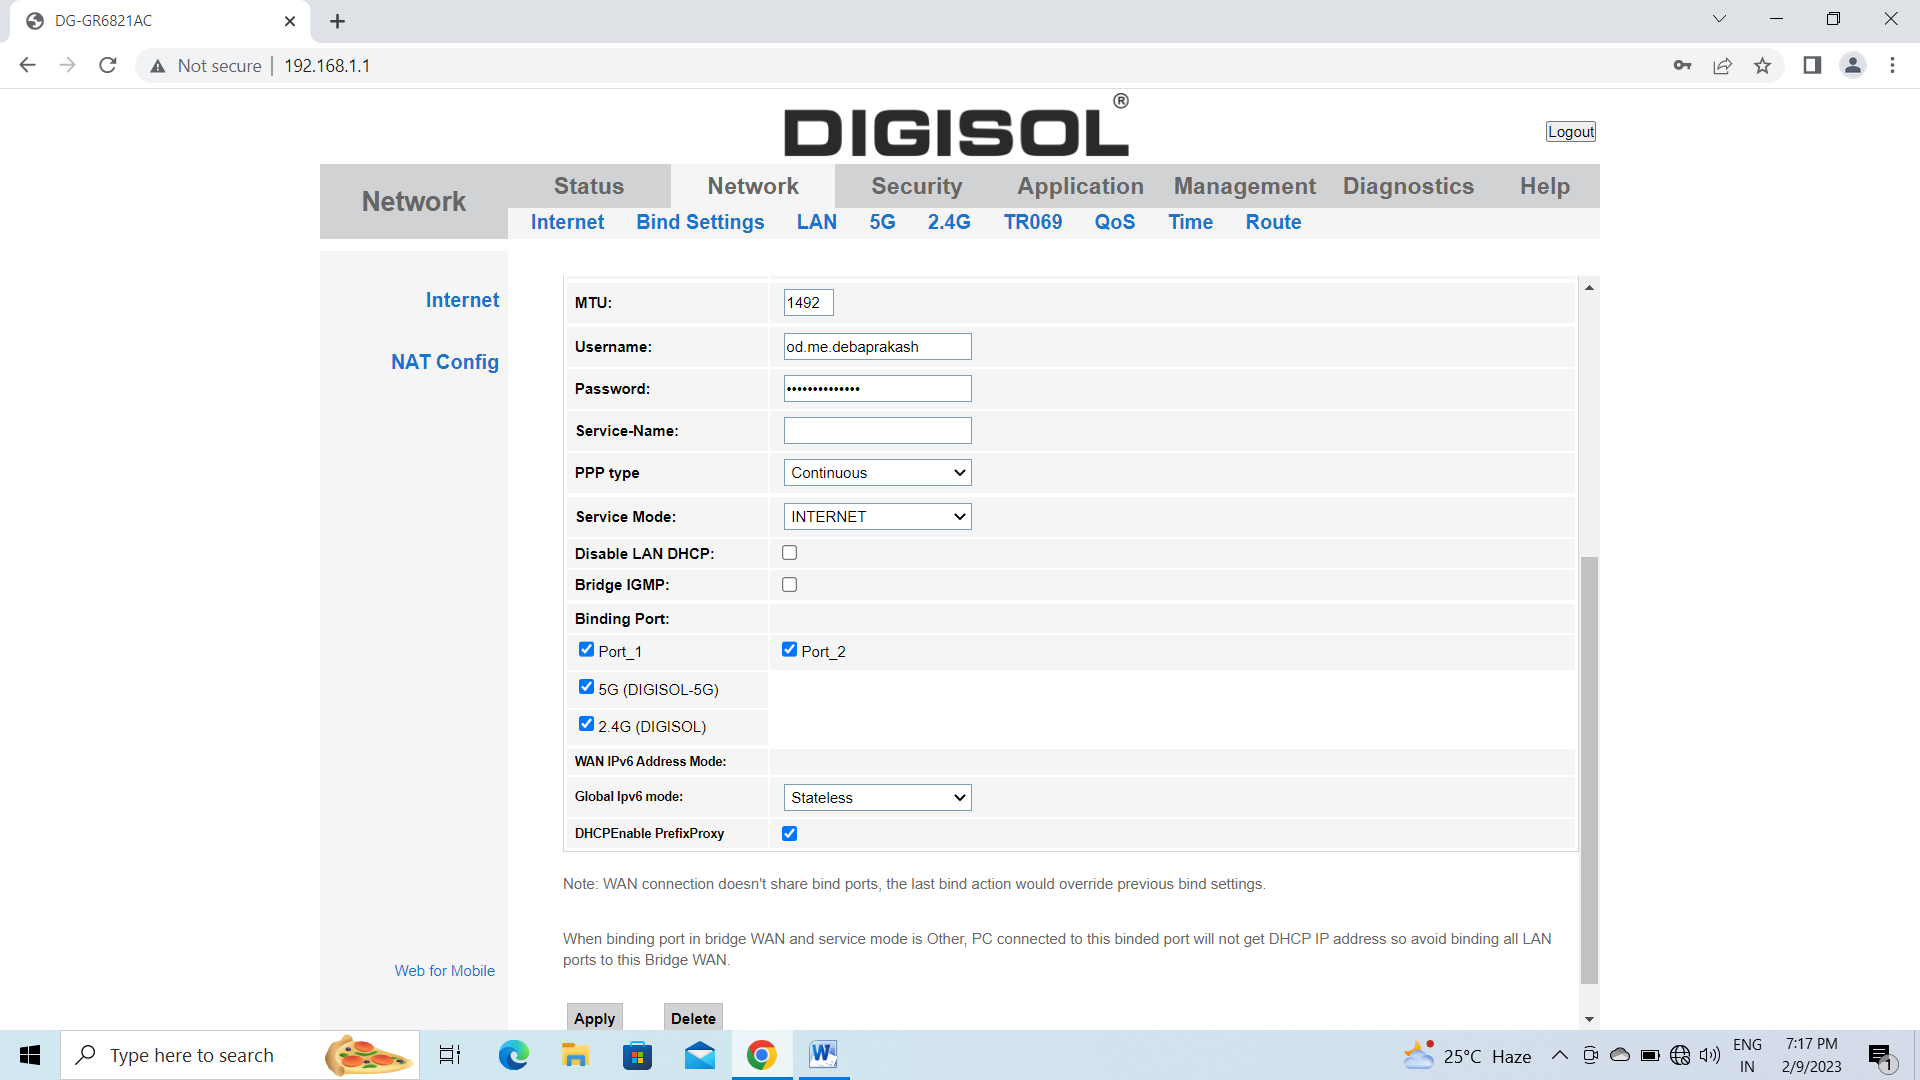 DG-GR6821AC
Not secure 192.168.1.1
DIGISOL®
Logout
Network
Status Network Security Application Management Diagnostics Help
Internet Bind Settings LAN 5G 2.4G TR069 QoS Time Route
Internet
NAT Config
Web for Mobile
MTU: 1492
Username: od.me.debaprakash
Password: ••••••••••••••
Service-Name:
PPP type Continuous
Service Mode: INTERNET
Disable LAN DHCP:
Bridge IGMP:
Binding Port:
Port_1 Port_2
5G (DIGISOL-5G)
2.4G (DIGISOL)
WAN IPv6 Address Mode:
Global Ipv6 mode: Stateless
DHCPEnable PrefixProxy
Note: WAN connection doesn't share bind ports, the last bind action would override previous bind settings.
When binding port in bridge WAN and service mode is Other, PC connected to this binded port will not get DHCP IP address so avoid binding all LAN
ports to this Bridge WAN.
Apply Delete
Type here to search
25°C Haze
ENG
IN
7:17 PM
2/9/2023
1